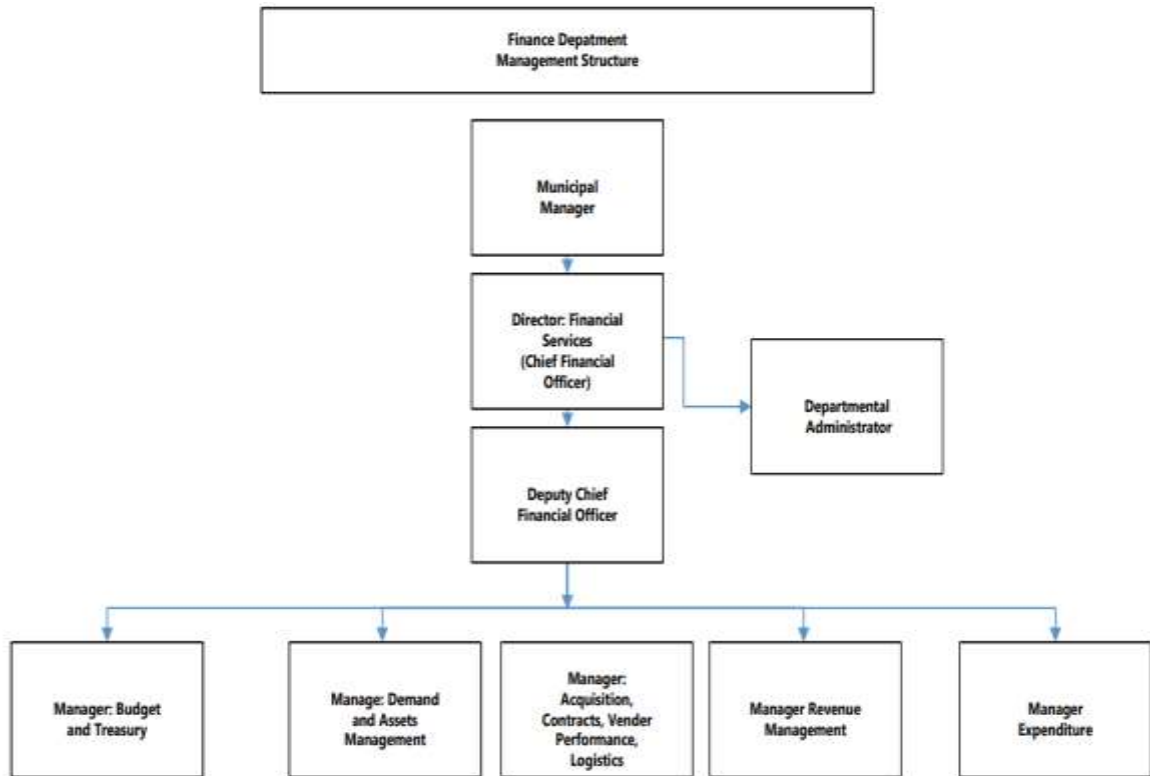 Finance Depatment
Management Structure
Municipal
Manager
Director: Financial
Services
(Chief Financial
Officer)
Departmental
Administrator
Deputy Chief
Financial Officer
Manager: Budget
and Treasury
Manage: Demand
and Assets
Management
Manager:
Acquisition,
Contracts, Vender
Performance,
Logistics
Manager Revenue
Management
Manager
Expenditure